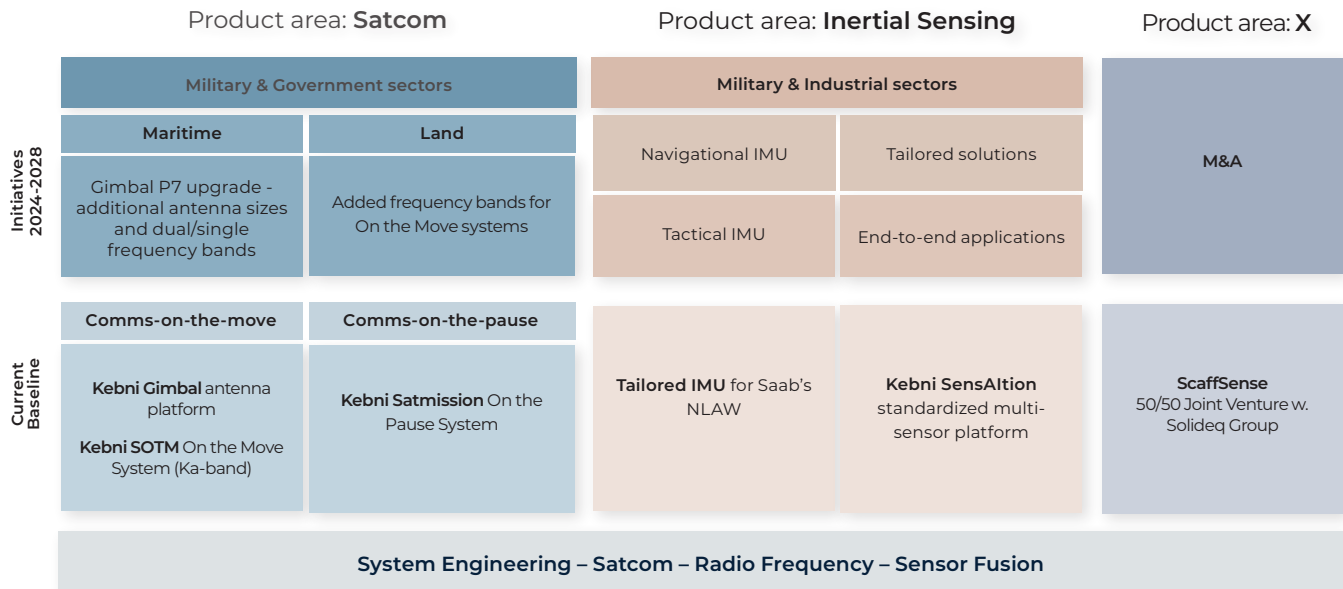 Product area: Satcom
Product area: Inertial Sensing
Product area: X
Initiatives
2024-2028
Military & Government sectors
Maritime
Land
Gimbal P7 upgrade -
additional antenna sizes
and dual/single
frequency bands
Added frequency bands for
On the Move systems
Military & Industrial sectors
Navigational IMU
Tailored solutions
Tactical IMU
End-to-end applications
M&A
Current
Baseline
Comms-on-the-move
Comms-on-the-pause
Kebni Gimbal antenna
platform
Kebni SOTM On the Move
System (Ka-band)
Kebni Satmission On the
Pause System
Tailored IMU for Saab's
NLAW
Kebni SensAItion
standardized multi-
sensor platform
ScaffSense
50/50 Joint Venture w.
Solideq Group
System Engineering – Satcom – Radio Frequency – Sensor Fusion